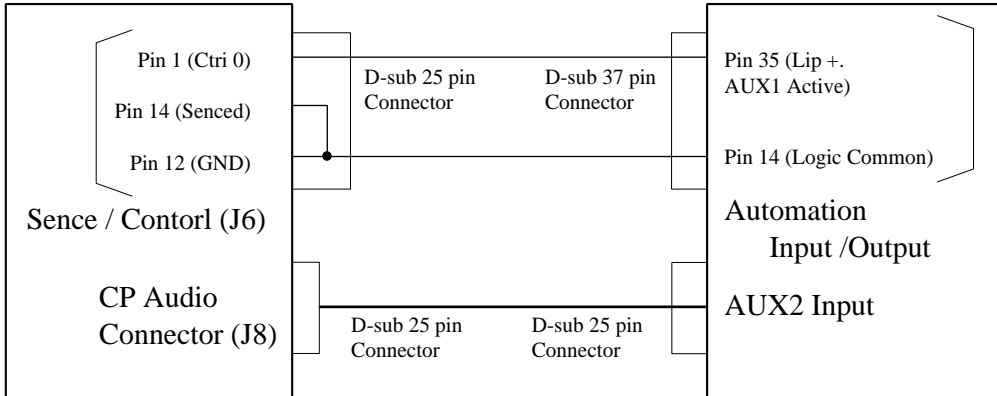 Pin 1 (Ctri 0)
Pin 14 (Senced)
Pin 12 (GND)
Sence / Contorl (J6)
CP Audio
Connector (J8)
D-sub 25 pin
Connector
D-sub 37 pin
Connector
D-sub 25 pin
Connector
D-sub 25 pin
Connector
Pin 35 (Lip +.
AUX1 Active)
Pin 14 (Logic Common)
Automation
Input /Output
AUX2 Input